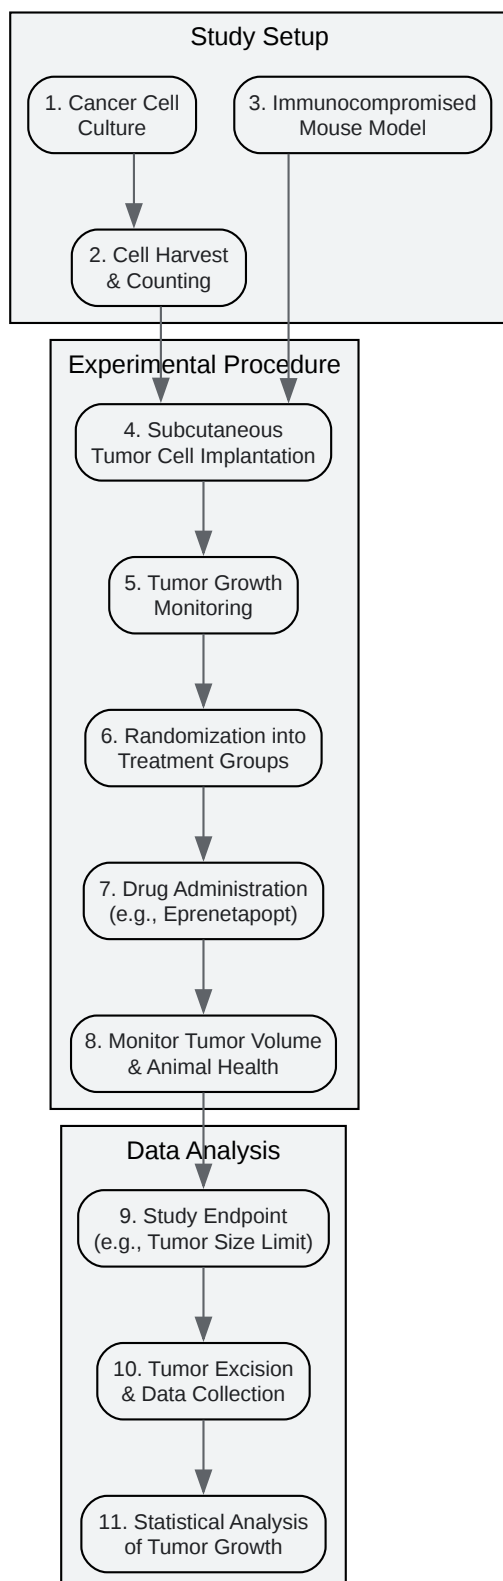 Study Setup
1. Cancer Cell
Culture
3. Immunocompromised
Mouse Model
2. Cell Harvest
& Counting
Experimental Procedure
4. Subcutaneous
Tumor Cell Implantation
5. Tumor Growth
Monitoring
6. Randomization into
Treatment Groups
7. Drug Administration
(e.g., Eprenetapopt)
8. Monitor Tumor Volume
& Animal Health
Data Analysis
9. Study Endpoint
(e.g., Tumor Size Limit)
10. Tumor Excision
& Data Collection
11. Statistical Analysis
of Tumor Growth